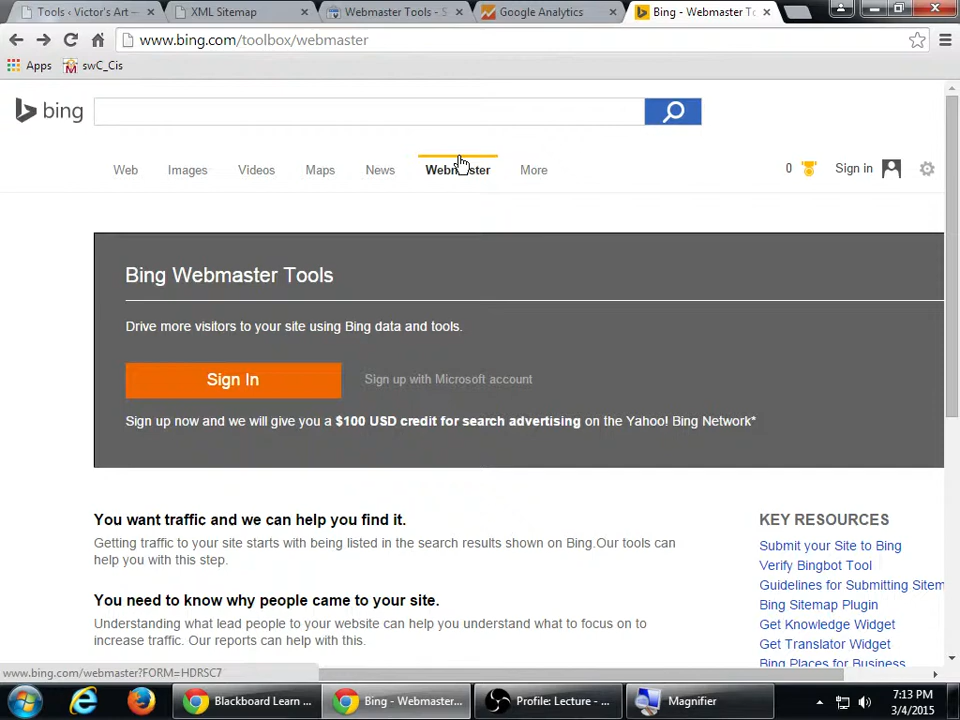 Tools ‹ Victor's Art —
XML Sitemap
Webmaster Tools - S
Google Analytics
Bing - Webmaster To
www.bing.com/toolbox/webmaster
Apps
swC_Cis
bing
Web
Images
Videos
Maps
News
Webmaster
More
0
Sign in
Bing Webmaster Tools
Drive more visitors to your site using Bing data and tools.
Sign In
Sign up with Microsoft account
Sign up now and we will give you a $100 USD credit for search advertising on the Yahoo! Bing Network*
You want traffic and we can help you find it.
Getting traffic to your site starts with being listed in the search results shown on Bing.Our tools can
help you with this step.
You need to know why people came to your site.
Understanding what lead people to your website can help you understand what to focus on to
increase traffic. Our reports can help with this.
KEY RESOURCES
Submit your Site to Bing
Verify Bingbot Tool
Guidelines for Submitting Sitem
Bing Sitemap Plugin
Get Knowledge Widget
Get Translator Widget
Bing Places for Business
www.bing.com/webmaster?FORM=HDRSC7
Blackboard Learn ...
Bing - Webmaster...
Profile: Lecture - ...
Magnifier
7:13 PM
3/4/2015